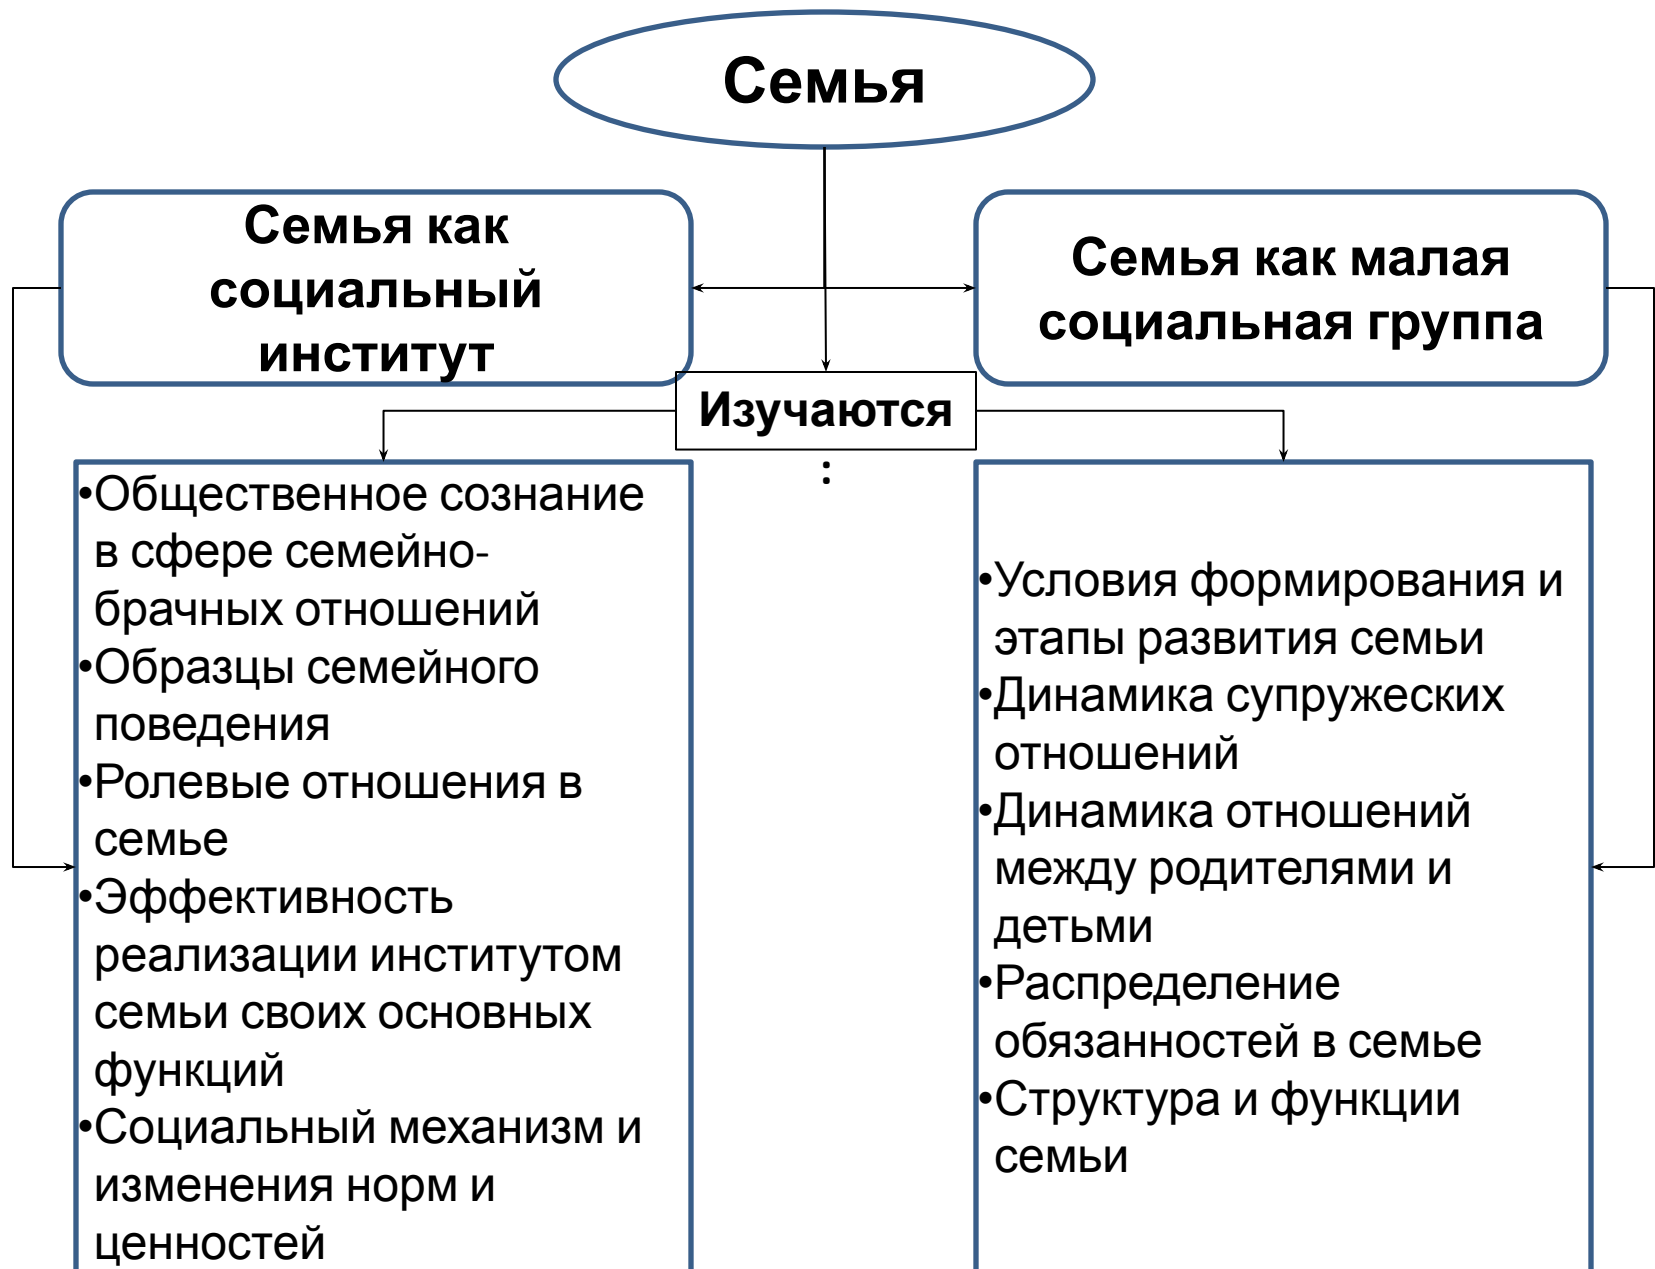 Семья
Семья как
социальный
институт
Семья как малая
социальная группа
Изучаются
:
•Общественное сознание
в сфере семейно-
брачных отношений
•Образцы семейного
поведения
•Ролевые отношения в
семье
•Эффективность
реализации институтом
семьи своих основных
функций
•Социальный механизм и
изменения норм и
ценностей
•Условия формирования и
этапы развития семьи
•Динамика супружеских
отношений
•Динамика отношений
между родителями и
детьми
•Распределение
обязанностей в семье
•Структура и функции
семьи